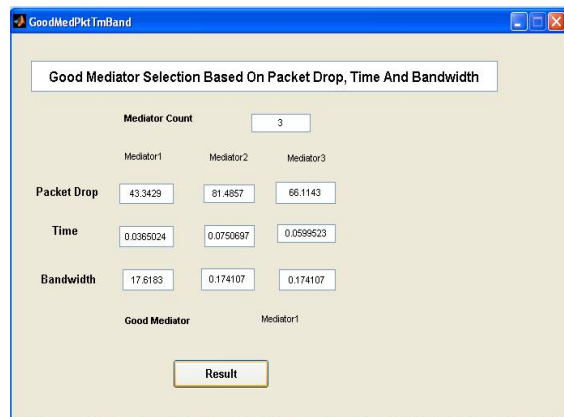 GoodMedPktTmBand
Good Mediator Selection Based On Packet Drop, Time And Bandwidth
Mediator Count 3
Mediator1 Mediator2 Mediator3
Packet Drop 43.3429 81.4857 66.1143
Time 0.0365024 0.0750697 0.0599523
Bandwidth 17.6183 0.174107 0.174107
Good Mediator Mediator1
Result